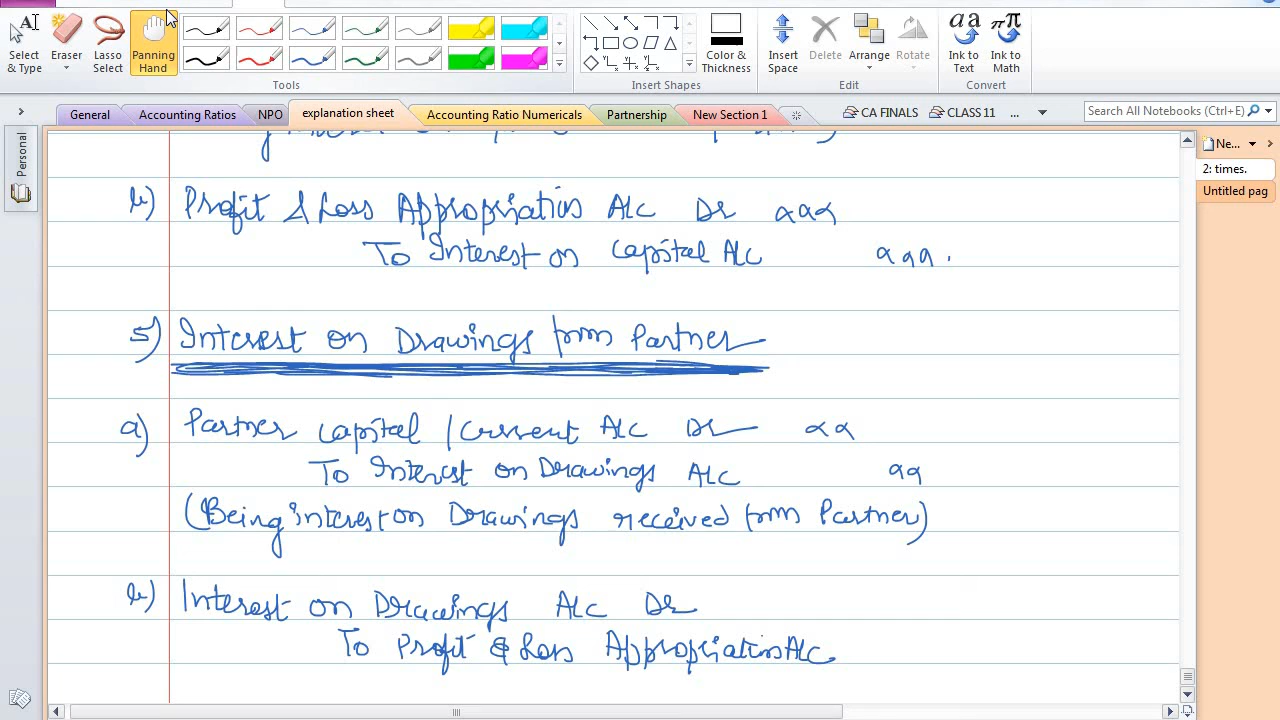 Select & Type
Eraser
Lasso Select
Panning Hand
Color & Thickness
Insert Space
Delete
Arrange
Rotate
Ink to Text
Ink to Math
Tools
Insert Shapes
Edit
Convert
General
Accounting Ratios
NPO
explanation sheet
Accounting Ratio Numericals
Partnership
New Section 1
CA FINALS
CLASS 11
...
Search All Notebooks (Ctrl+E)
Personal
Ne...
2: times.
Untitled pag
b) Profit & Loss Appropriation A/c Dr xxx
To Interest on Capital A/c xxx.
5) Interest on Drawings from Partner
a) Partner Capital / Current A/c Dr xx
To Interest on Drawings A/c xx
(Being interest on Drawings received from Partner)
b) Interest on Drawings A/c Dr
To Profit & Loss Appropriation A/c